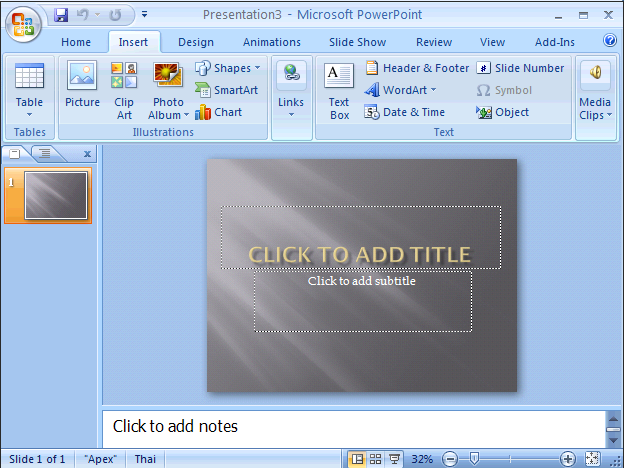 Presentation3 - Microsoft PowerPoint
Home Insert Design Animations Slide Show Review View Add-Ins
Table
Tables
Picture Clip Art Photo Album Shapes SmartArt Chart
Illustrations
Links
Text Box Header & Footer WordArt Date & Time Slide Number Symbol Object
Text
Media Clips
1
CLICK TO ADD TITLE
Click to add subtitle
Click to add notes
Slide 1 of 1 "Apex" Thai 32%